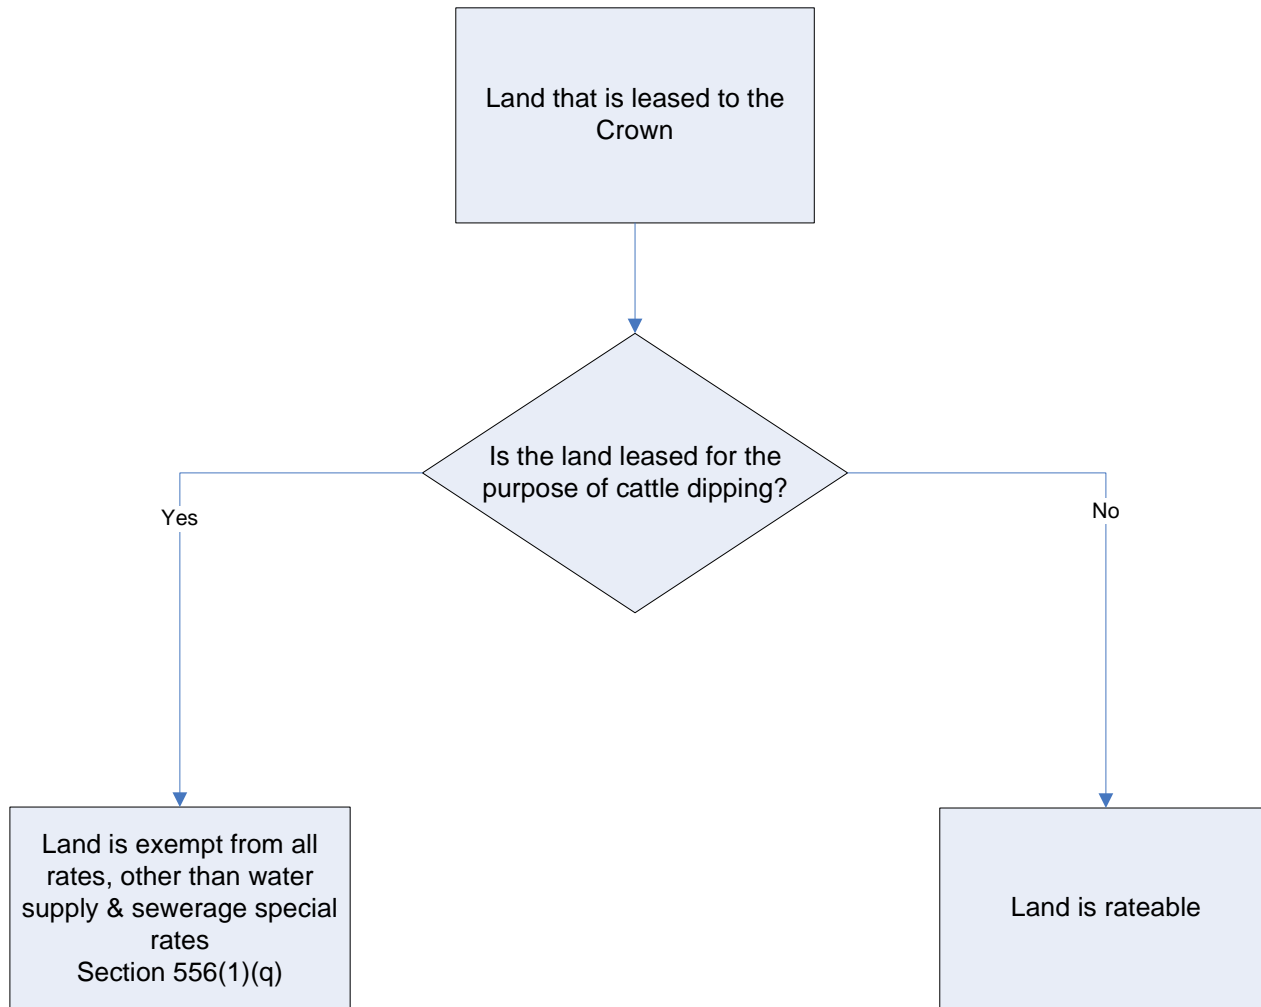 Land that is leased to the
Crown
Is the land leased for the
purpose of cattle dipping?
Yes
No
Land is exempt from all
rates, other than water
supply & sewerage special
rates
Section 556(1)(q)
Land is rateable